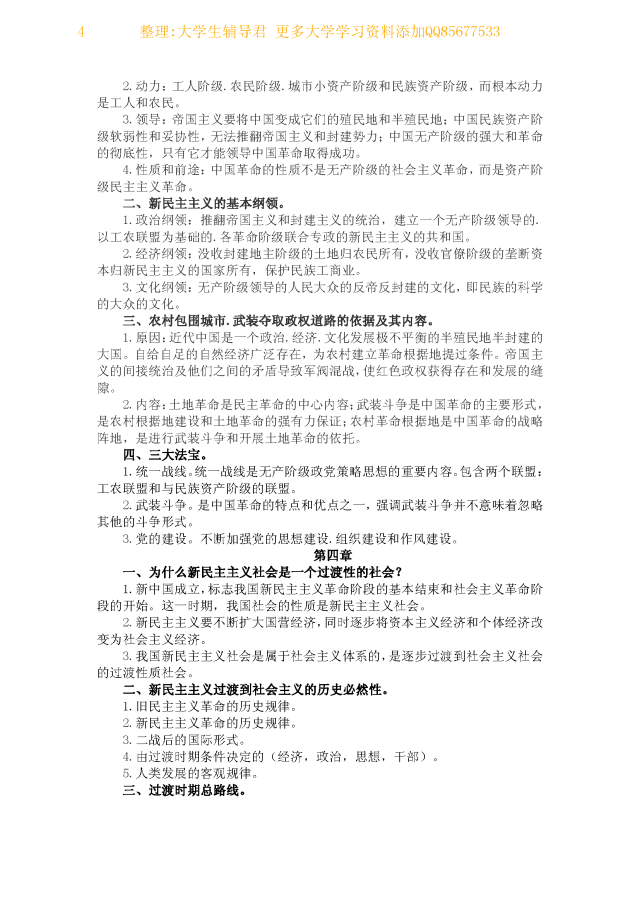 4 整理:大学生辅导君 更多大学学习资料添加QQ85677533
2.动力:工人阶级.农民阶级.城市小资产阶级和民族资产阶级,而根本动
力是工人和农民。
3.领导:帝国主义要将中国变成它们的殖民地和半殖民地;中国民族资产阶
级软弱性和妥协性,无法推翻帝国主义和封建势力;中国无产阶级的强大和革命
的彻底性,只有它才能领导中国革命取得成功。
4.性质和前途:中国革命的性质不是无产阶级的社会主义革命,而是资产阶
级民主主义革命。
二、新民主主义的基本纲领。
1.政治纲领:推翻帝国主义和封建主义的统治,建立一个无产阶级领导的.
以工农联盟为基础的.各革命阶级联合专政的新民主主义的共和国。
2.经济纲领:没收封建地主阶级的土地归农民所有,没收官僚阶级的垄断资
本归新民主主义的国家所有,保护民族工商业。
3.文化纲领:无产阶级领导的人民大众的反帝反封建的文化,即民族的科学
的大众的文化。
三、农村包围城市.武装夺取政权道路的依据及其内容。
1.原因:近代中国是一个政治.经济.文化发展极不平衡的半殖民地半封建的
大国。自给自足的自然经济广泛存在,为农村建立革命根据地提过条件。帝国主
义的间接统治及他们之间的矛盾导致军阀混战,使红色政权获得存在和发展的缝
隙。
2.内容:土地革命是民主革命的中心内容;武装斗争是中国革命的主要形式,
是农村根据地建设和土地革命的强有力保证;农村革命根据地是中国革命的战略
阵地,是进行武装斗争和开展土地革命的依托。
四、三大法宝。
1.统一战线。统一战线是无产阶级政党策略思想的重要内容。包含两个联盟:
工农联盟和与民族资产阶级的联盟。
2.武装斗争。是中国革命的特点和优点之一,强调武装斗争并不意味着忽略
其他的斗争形式。
3.党的建设。不断加强党的思想建设.组织建设和作风建设。
第四章
一、为什么新民主主义社会是一个过渡性的社会?
1.新中国成立,标志我国新民主主义革命阶段的基本结束和社会主义革命阶
段的开始。这一时期,我国社会的性质是新民主主义社会。
2.新民主主义要不断扩大国营经济,同时逐步将资本主义经济和个体经济改
变为社会主义经济。
3.我国新民主主义社会是属于社会主义体系的,是逐步过渡到社会主义社会
的过渡性质社会。
二、新民主主义过渡到社会主义的历史必然性。
1.旧民主主义革命的历史规律。
2.新民主主义革命的历史规律。
3.二战后的国际形式。
4.由过渡时期条件决定的(经济,政治,思想,干部)。
5.人类发展的客观规律。
三、过渡时期总路线。